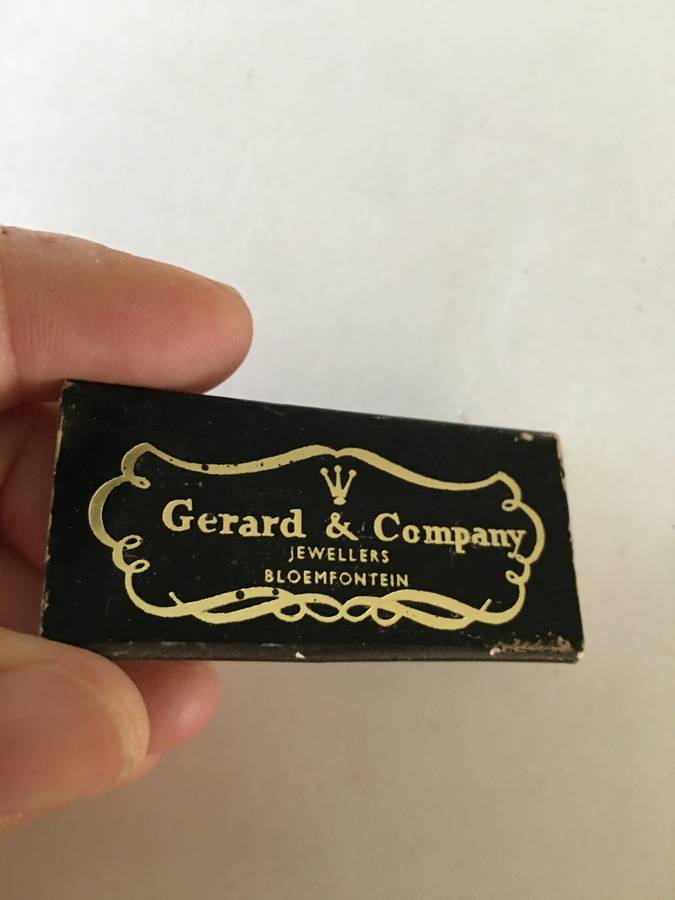 Gerard & Company
JEWELLERS
BLOEMFONTEIN